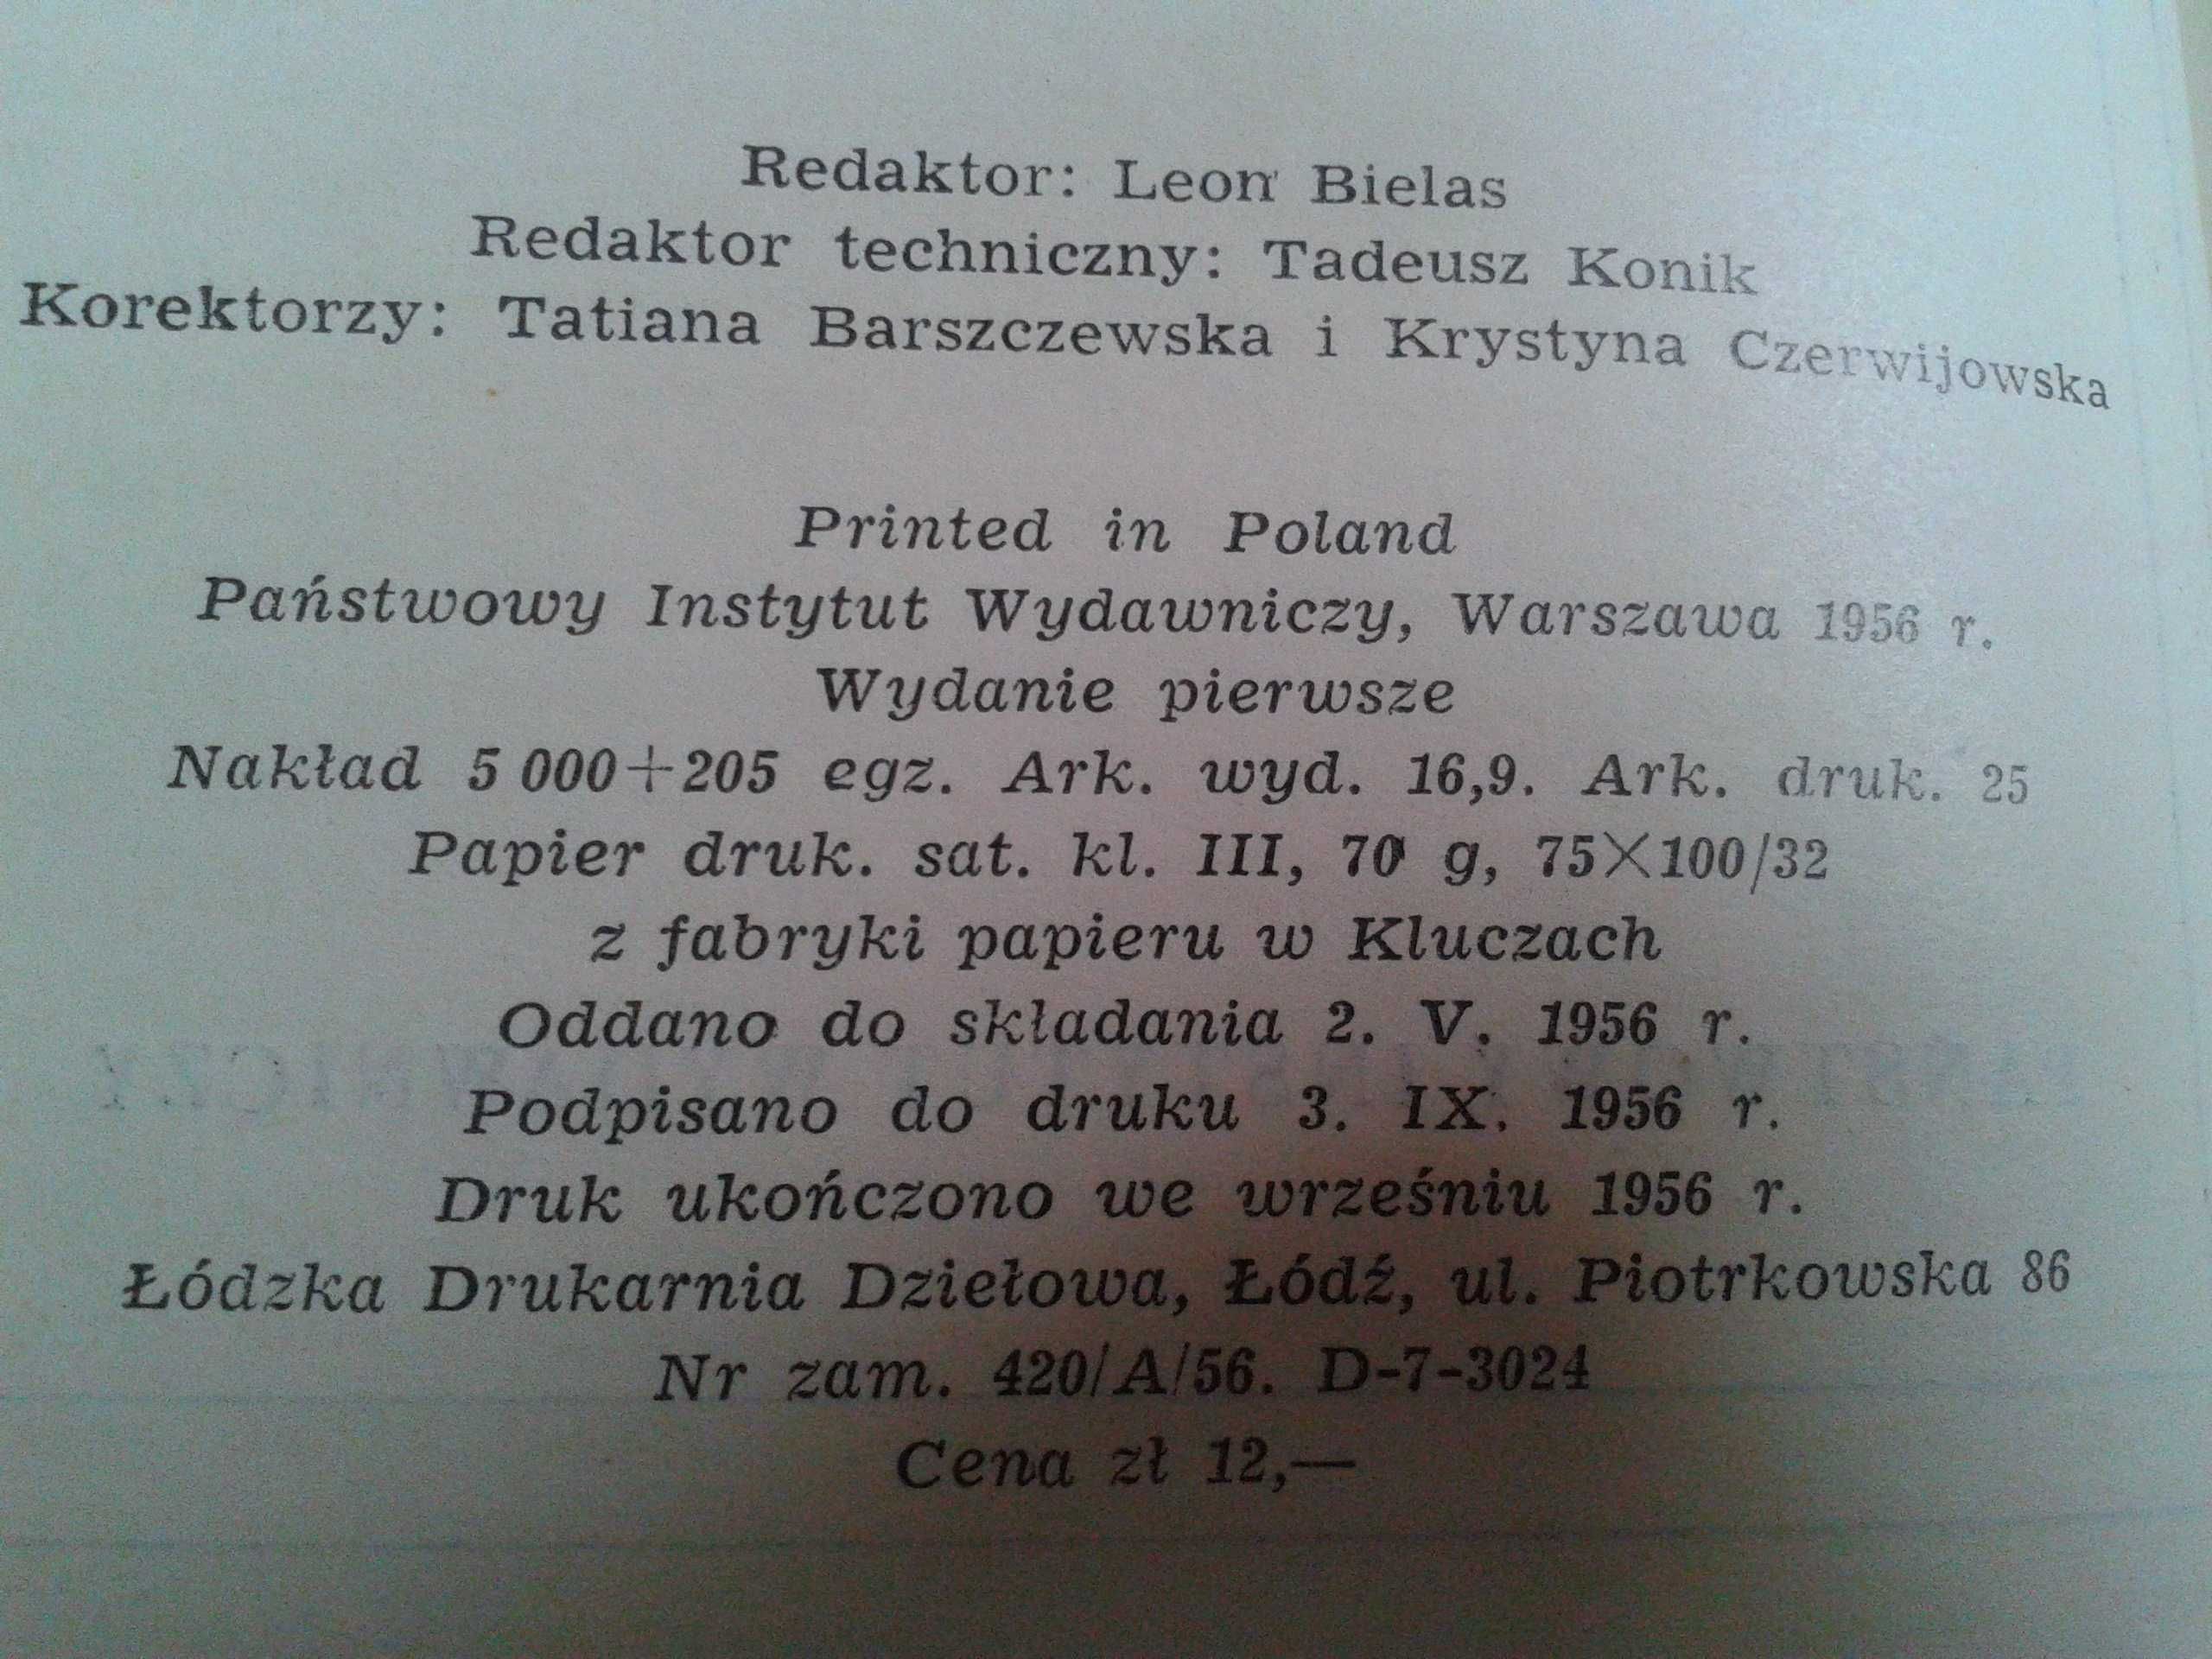 Redaktor: Leon Bielas
Redaktor techniczny: Tadeusz Konik
Korektorzy: Tatiana Barszczewska i Krystyna Czerwijowska
Printed in Poland
Państwowy Instytut Wydawniczy, Warszawa 1956 r.
Wydanie pierwsze
Nakład 5 000+205 egz. Ark. wyd. 16,9. Ark. druk. 25
Papier druk. sat. kl. III, 70 g, 75×100/32
z fabryki papieru w Kluczach
Oddano do składania 2. V. 1956 r.
Podpisano do druku 3. IX. 1956 r.
Druk ukończono we wrześniu 1956 r.
Łódzka Drukarnia Dziełowa, Łódź, ul. Piotrkowska 86
Nr zam. 420/A/56. D-7-3024
Cena zł 12,—